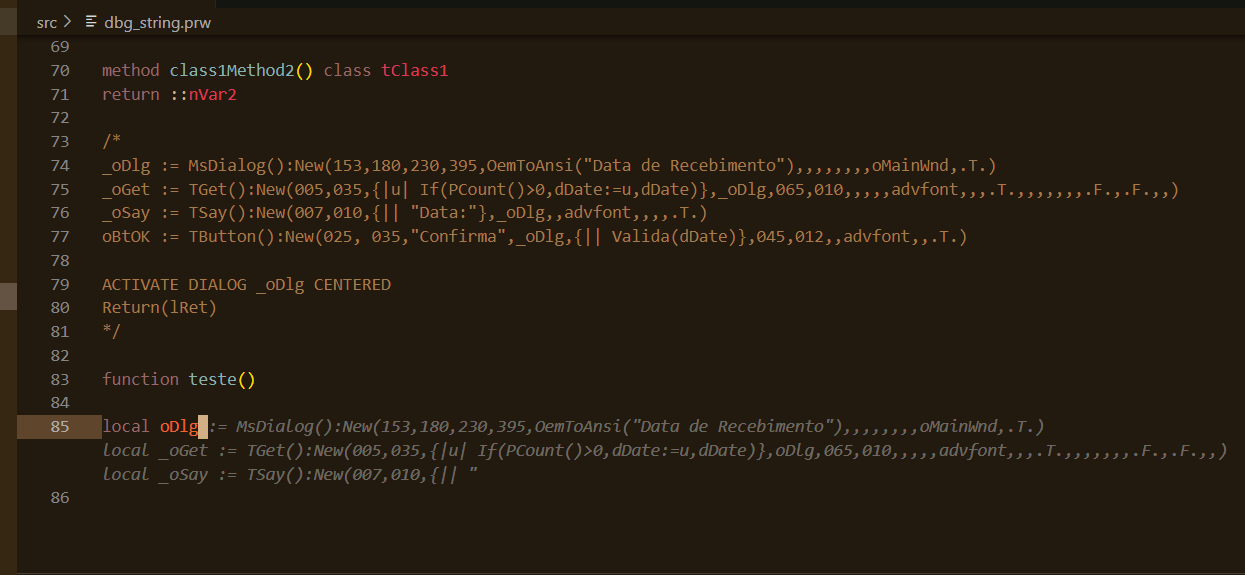 src > dbg_string.prw
69
70 method class1Method2() class tClass1
71 return ::nVar2
72
73 /*
74 _oDlg := MsDialog():New(153,180,230,395,OemToAnsi("Data de Recebimento"),,,,,,,,oMainWnd,.T.)
75 _oGet := TGet():New(005,035,{|u| If(PCount()>0,dDate:=u,dDate)},_oDlg,065,010,,,,,advfont,,,.T.,,,,,,,,.F.,.F.,,)
76 _oSay := TSay():New(007,010,{|| "Data:"},_oDlg,,advfont,,,,.T.)
77 oBtOK := TButton():New(025, 035,"Confirma",_oDlg,{|| Valida(dDate)},045,012,,advfont,,.T.)
78
79 ACTIVATE DIALOG _oDlg CENTERED
80 Return(lRet)
81 */
82
83 function teste()
84
85 local oDlg := MsDialog():New(153,180,230,395,OemToAnsi("Data de Recebimento"),,,,,,,,oMainWnd,.T.)
local _oGet := TGet():New(005,035,{|u| If(PCount()>0,dDate:=u,dDate)},oDlg,065,010,,,,,advfont,,,.T.,,,,,,,,.F.,.F.,,)
local _oSay := TSay():New(007,010,{|| "
86